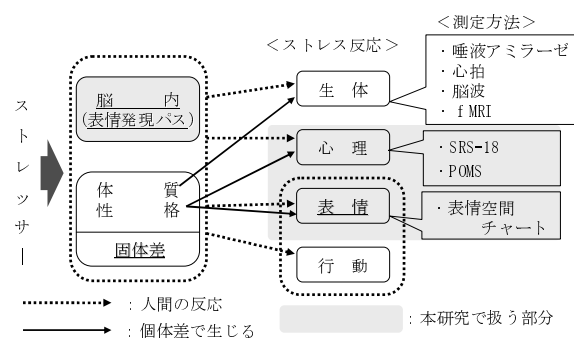 ＜測定方法＞
＜ストレス反応＞
・唾液アミラーゼ
・心拍
・脳波
・fMRI
ストレッサー
脳　内
(表情発現パス)
体　質
性　格
固体差
生　体
心　理
表　情
行　動
・SRS-18
・POMS
・表情空間
チャート
：人間の反応
：個体差で生じる
：本研究で扱う部分